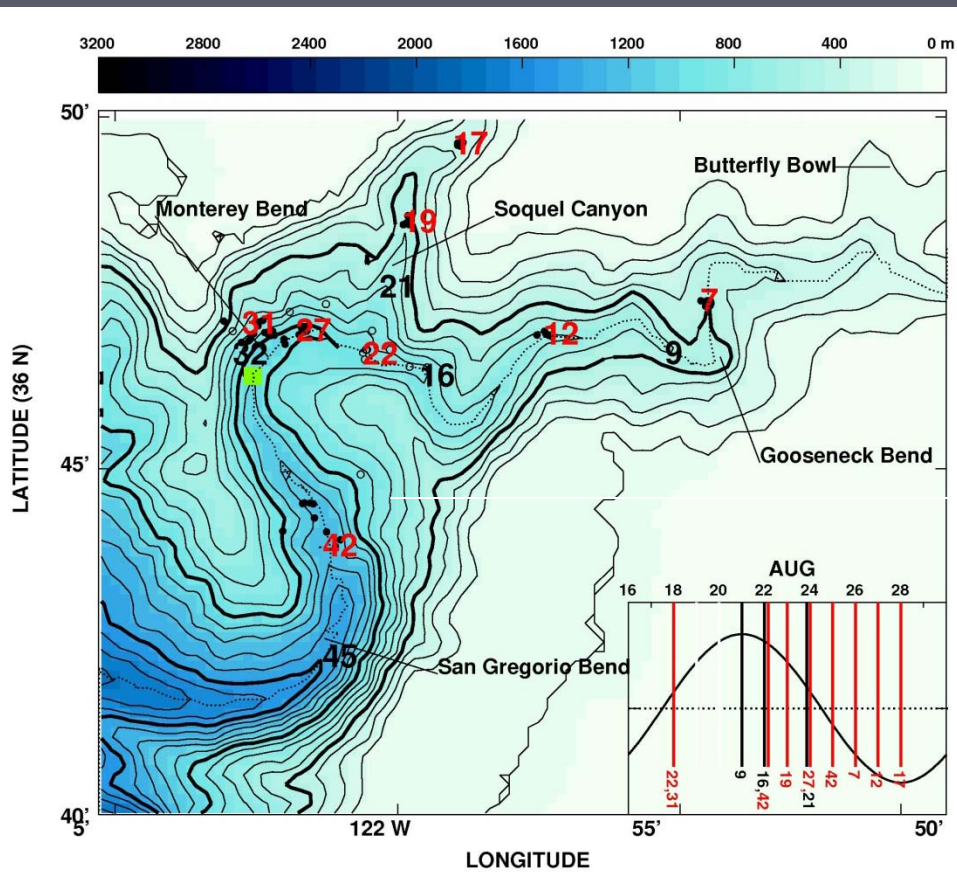 3200 2800 2400 2000 1600 1200 800 400 0 m
50'
17
Butterfly Bowl
Monterey Bend
Soquel Canyon
19
21
7
31
27
12
32
22
9
16
45'
Gooseneck Bend
LATITUDE (36 N)
42
AUG
16 18 20 22 24 26 28
45
San Gregorio Bend
22,31
9
16,42
19
27,21
42
7
12
17
40'
5' 122 W 55' 50'
LONGITUDE